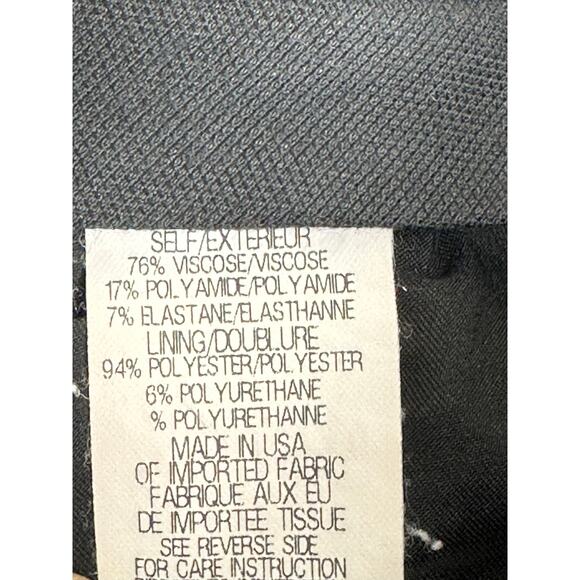 SELF/EXTERIEUR
76% VISCOSE/VISCOSE
17% POLYAMIDE/POLYAMIDE
7% ELASTANE/ELASTHANNE
LINING/DOUBLURE
94% POLYESTER/POLYESTER
6% POLYURETHANE
% POLYURETHANNE
MADE IN USA
OF IMPORTED FABRIC
FABRIQUE AUX EU
DE IMPORTEE TISSUE
SEE REVERSE SIDE
FOR CARE INSTRUCTION